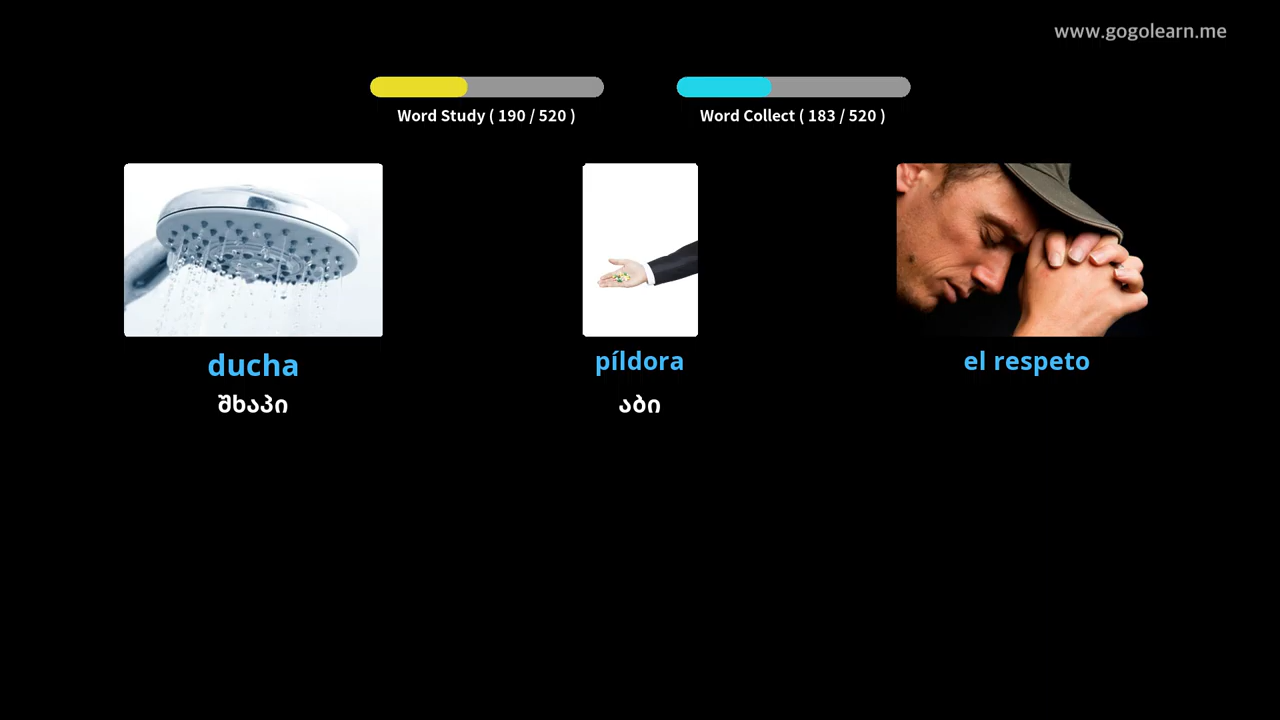 www.gogolearn.me
Word Study ( 190 / 520 )
Word Collect ( 183 / 520 )
ducha
píldora
el respeto
შხაპი
აბი